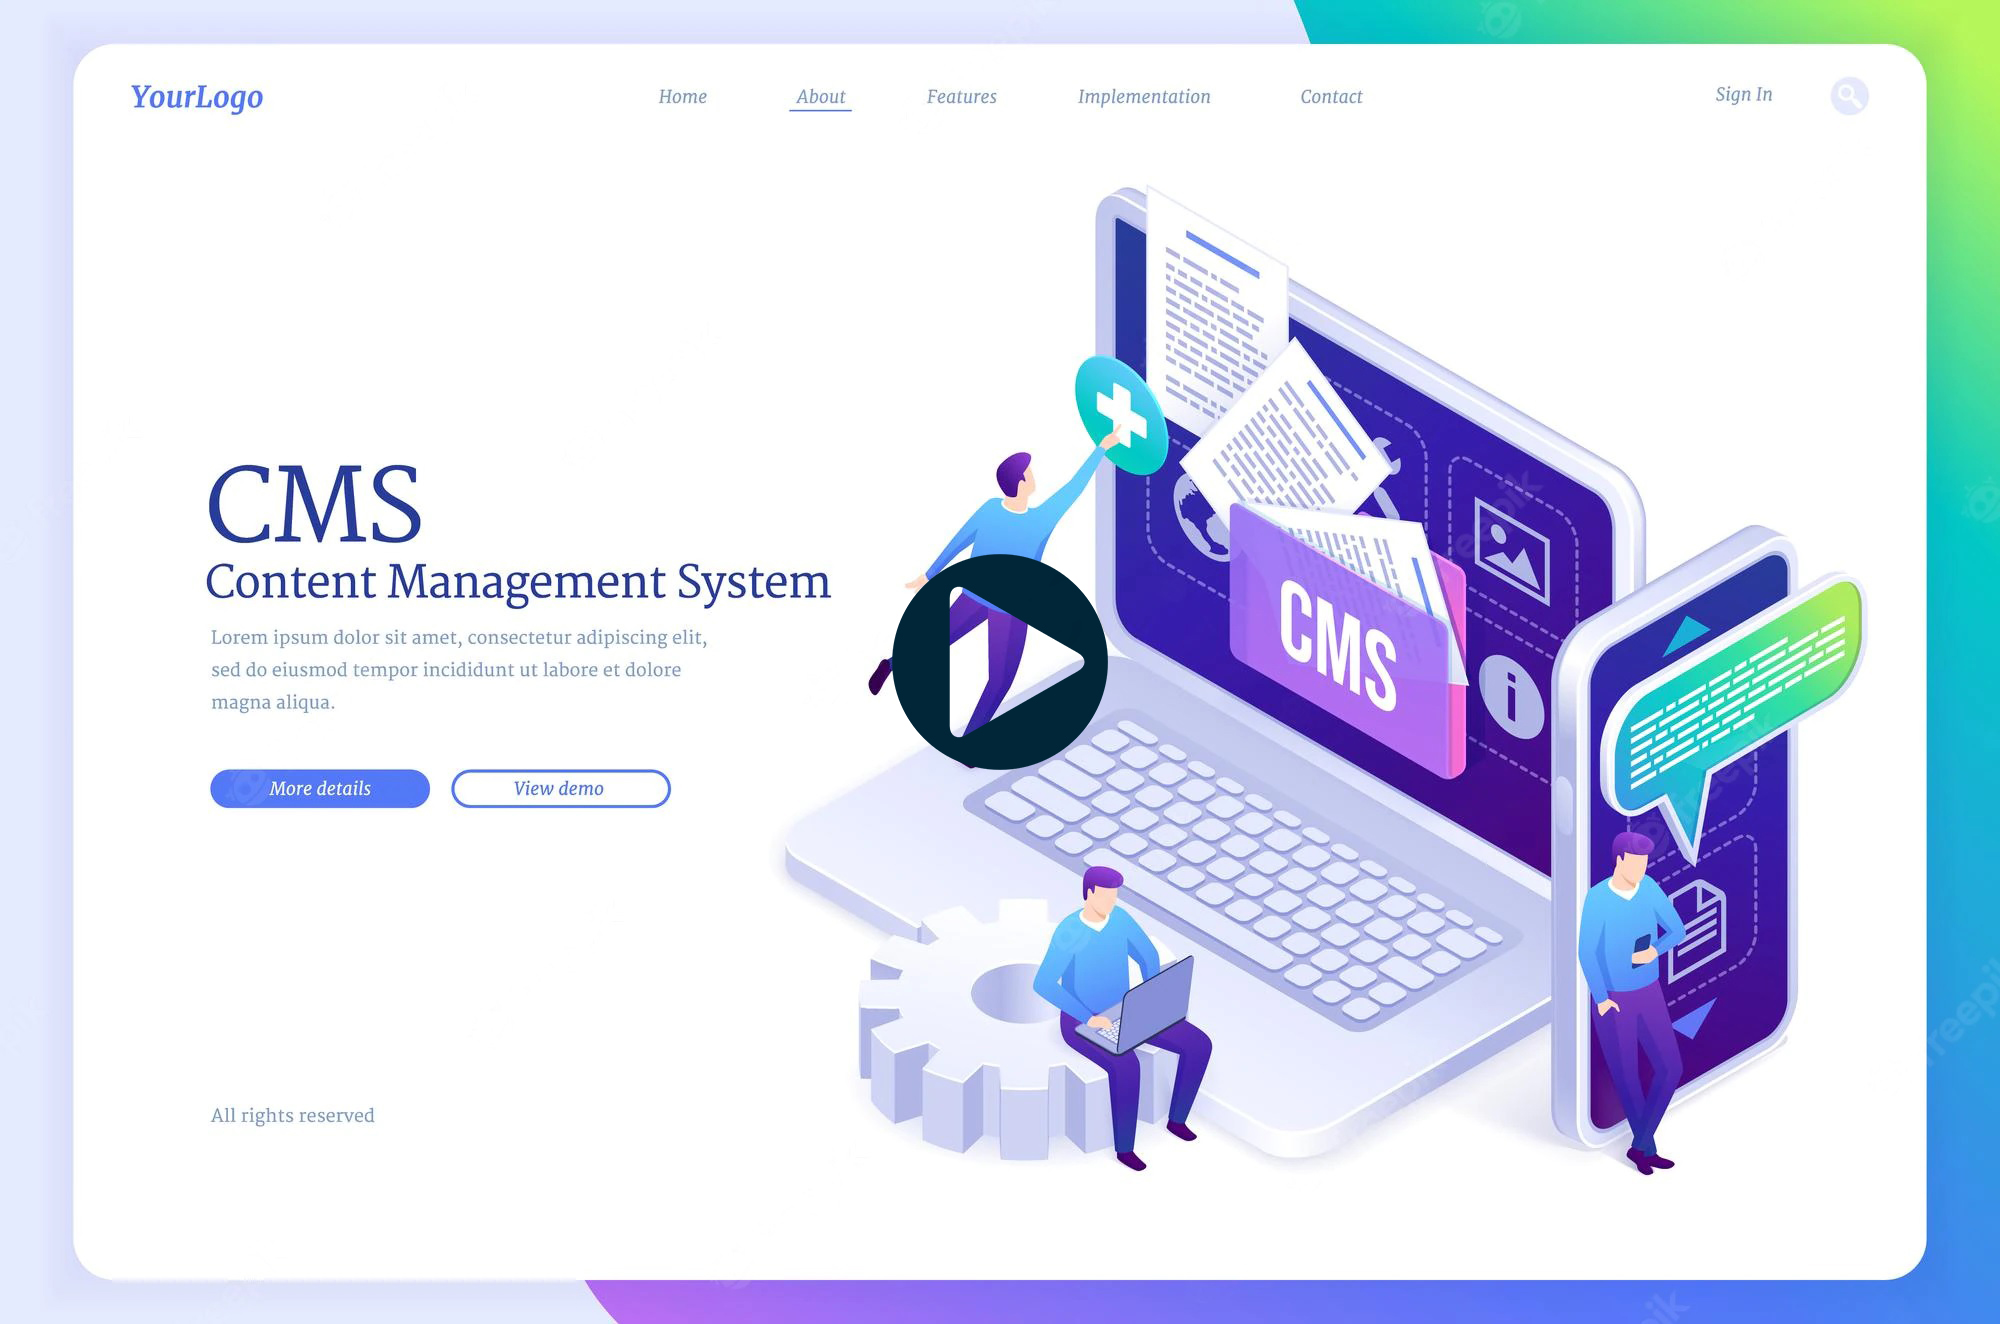 YourLogo
Home About Features Implementation Contact
Sign In
CMS
Content Management System
Lorem ipsum dolor sit amet, consectetur adipiscing elit,
sed do eiusmod tempor incididunt ut labore et dolore
magna aliqua.
More details View demo
All rights reserved
CMS
i
freepik